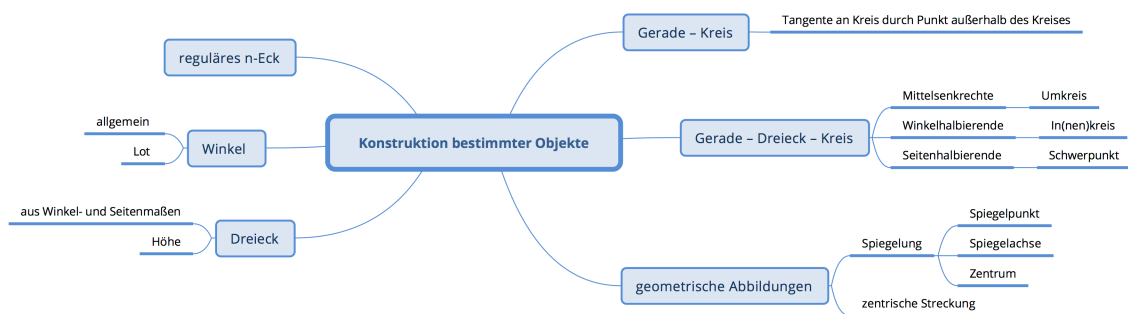 Konstruktion bestimmter Objekte
reguläres n-Eck
Winkel
allgemein
Lot
Dreieck
aus Winkel- und Seitenmaßen
Höhe
Gerade – Kreis
Tangente an Kreis durch Punkt außerhalb des Kreises
Gerade – Dreieck – Kreis
Mittelsenkrechte
Umkreis
Winkelhalbierende
In(nen)kreis
Seitenhalbierende
Schwerpunkt
geometrische Abbildungen
Spiegelung
Spiegelpunkt
Spiegelachse
Zentrum
zentrische Streckung